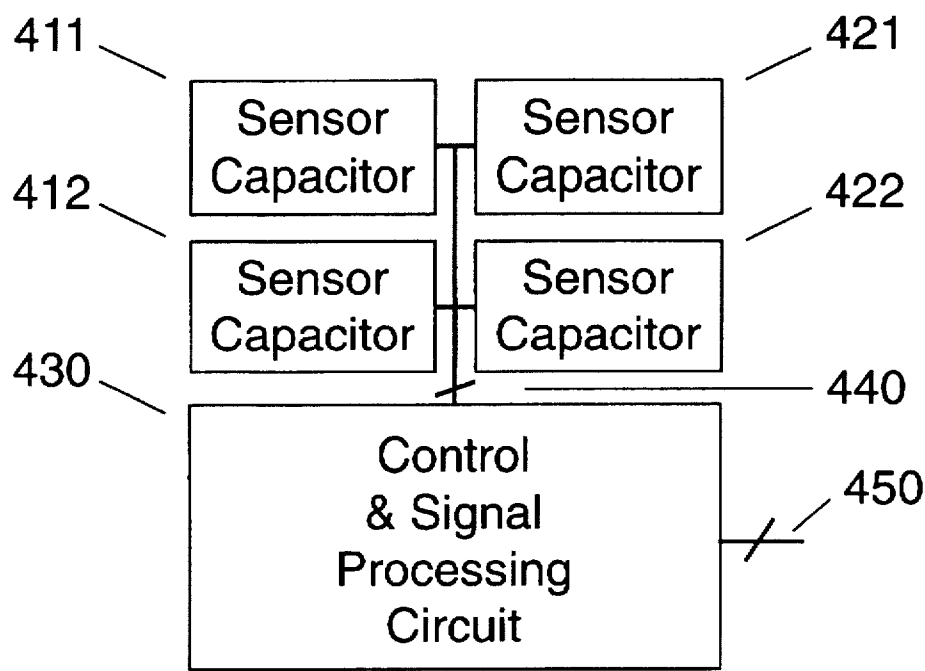 411
421
Sensor
Capacitor
Sensor
Capacitor
412
422
Sensor
Capacitor
Sensor
Capacitor
430
440
Control
& Signal
Processing
Circuit
450